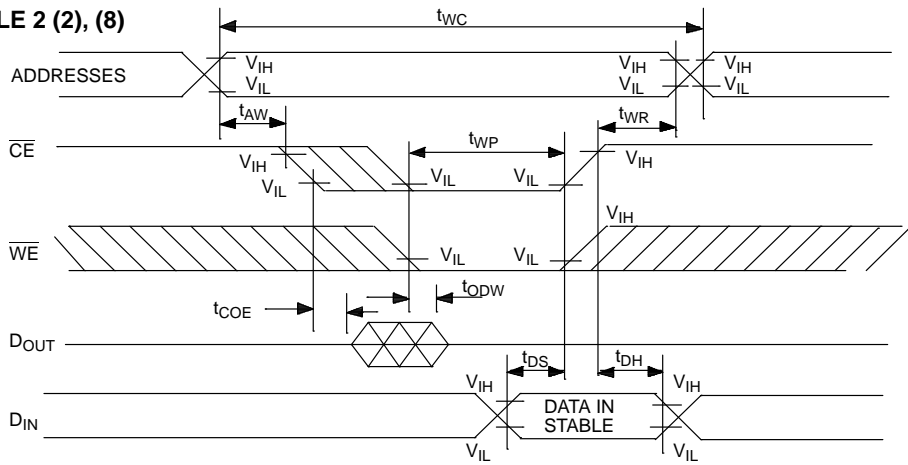 LE 2 (2), (8)
tWC
ADDRESSES
VIH
VIL
VIH
VIL
VIH
VIL
tAW
tWR
CE
VIH
VIL
tWP
VIL
VIL
VIH
WE
VIL
VIL
VIH
tCOE
tODW
DOUT
tDS
tDH
DIN
VIH
VIL
DATA IN
STABLE
VIH
VIL